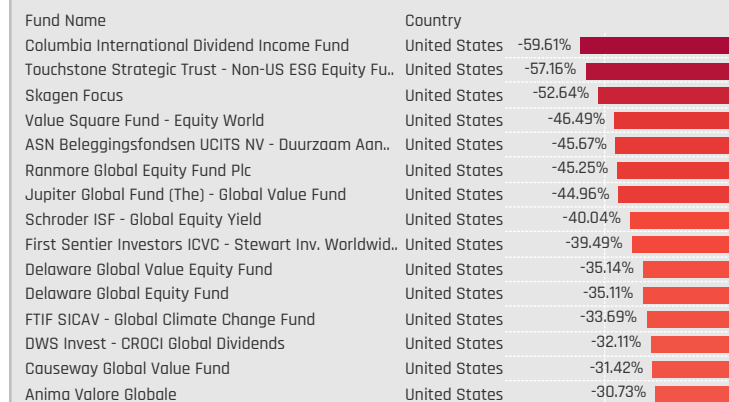 Fund Name Country
Columbia International Dividend Income Fund United States -59.61%
Touchstone Strategic Trust - Non-US ESG Equity Fu.. United States -57.16%
Skagen Focus United States -52.64%
Value Square Fund - Equity World United States -46.49%
ASN Beleggingsfondsen UCITS NV - Duurzaam Aan.. United States -45.67%
Ranmore Global Equity Fund Plc United States -45.25%
Jupiter Global Fund (The) - Global Value Fund United States -44.96%
Schroder ISF - Global Equity Yield United States -40.04%
First Sentier Investors ICVC - Stewart Inv. Worldwid.. United States -39.49%
Delaware Global Value Equity Fund United States -35.14%
Delaware Global Equity Fund United States -35.11%
FTIF SICAV - Global Climate Change Fund United States -33.69%
DWS Invest - CROCI Global Dividends United States -32.11%
Causeway Global Value Fund United States -31.42%
Anima Valore Globale United States -30.73%